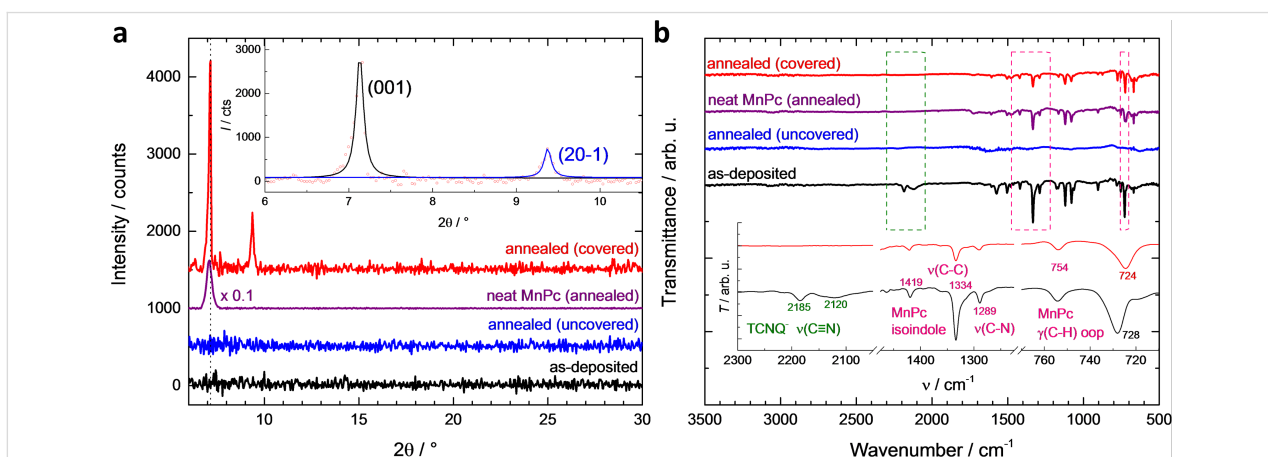 a
Intensity / counts
4000
3000
2000
1000
0
10
15
20
25
30
2θ / °
I / cts
3000
2000
1000
0
6
7
8
9
10
2θ / °
(001)
(20-1)
annealed (covered)
x 0.1
neat MnPc (annealed)
annealed (uncovered)
as-deposited
b
Transmittance / arb. u.
annealed (covered)
neat MnPc (annealed)
annealed (uncovered)
as-deposited
T / arb. u.
ν(C-C)
1419
1334
754
724
2185
2120
MnPc
isoindole
1289
ν(C-N)
MnPc
γ(C-H) oop
728
TCNQ⁻ ν(C≡N)
2300
2200
2100
1400
1300
760
740
720
ν / cm⁻¹
3500
3000
2500
2000
1500
1000
500
Wavenumber / cm⁻¹